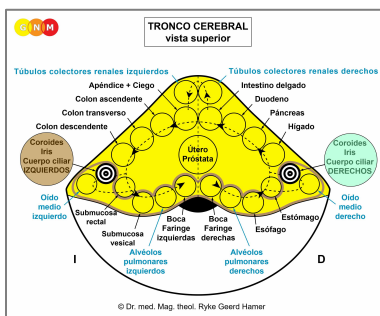 GNM
TRONCO CEREBRAL
vista superior
Túbulos colectores renales izquierdos
Túbulos colectores renales derechos
Apéndice + Ciego
Intestino delgado
Colon ascendente
Duodeno
Colon transverso
Páncreas
Colon descendente
Hígado
Coroides
Iris
Cuerpo ciliar
IZQUIERDOS
Útero
Próstata
Coroides
Iris
Cuerpo ciliar
DERECHOS
Oído
medio
izquierdo
Submucosa
rectal
Submucosa
vesical
Boca
Faringe
izquierdas
Boca
Faringe
derechas
Esófago
Estómago
Oído
medio
derecho
Alvéolos
pulmonares
izquierdos
Alvéolos
pulmonares
derechos
I
D
© Dr. med. Mag. theol. Ryke Geerd Hamer